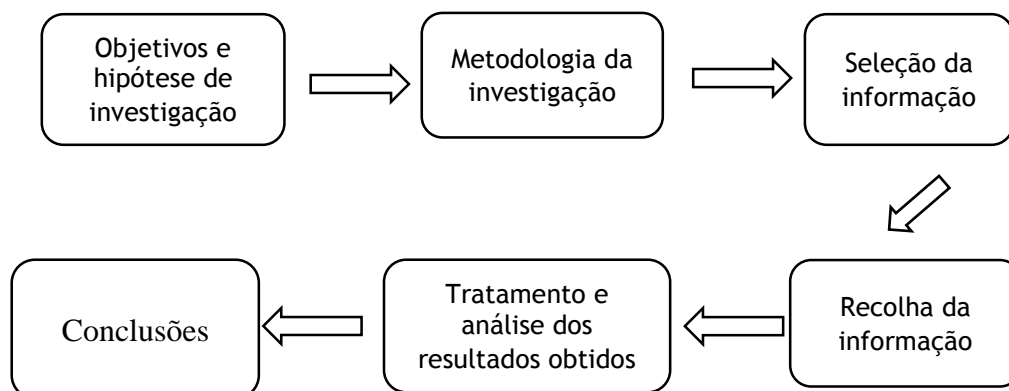 Objetivos e
hipótese de
investigação
Metodologia da
investigação
Seleção da
informação
Recolha da
informação
Tratamento e
análise dos
resultados obtidos
Conclusões